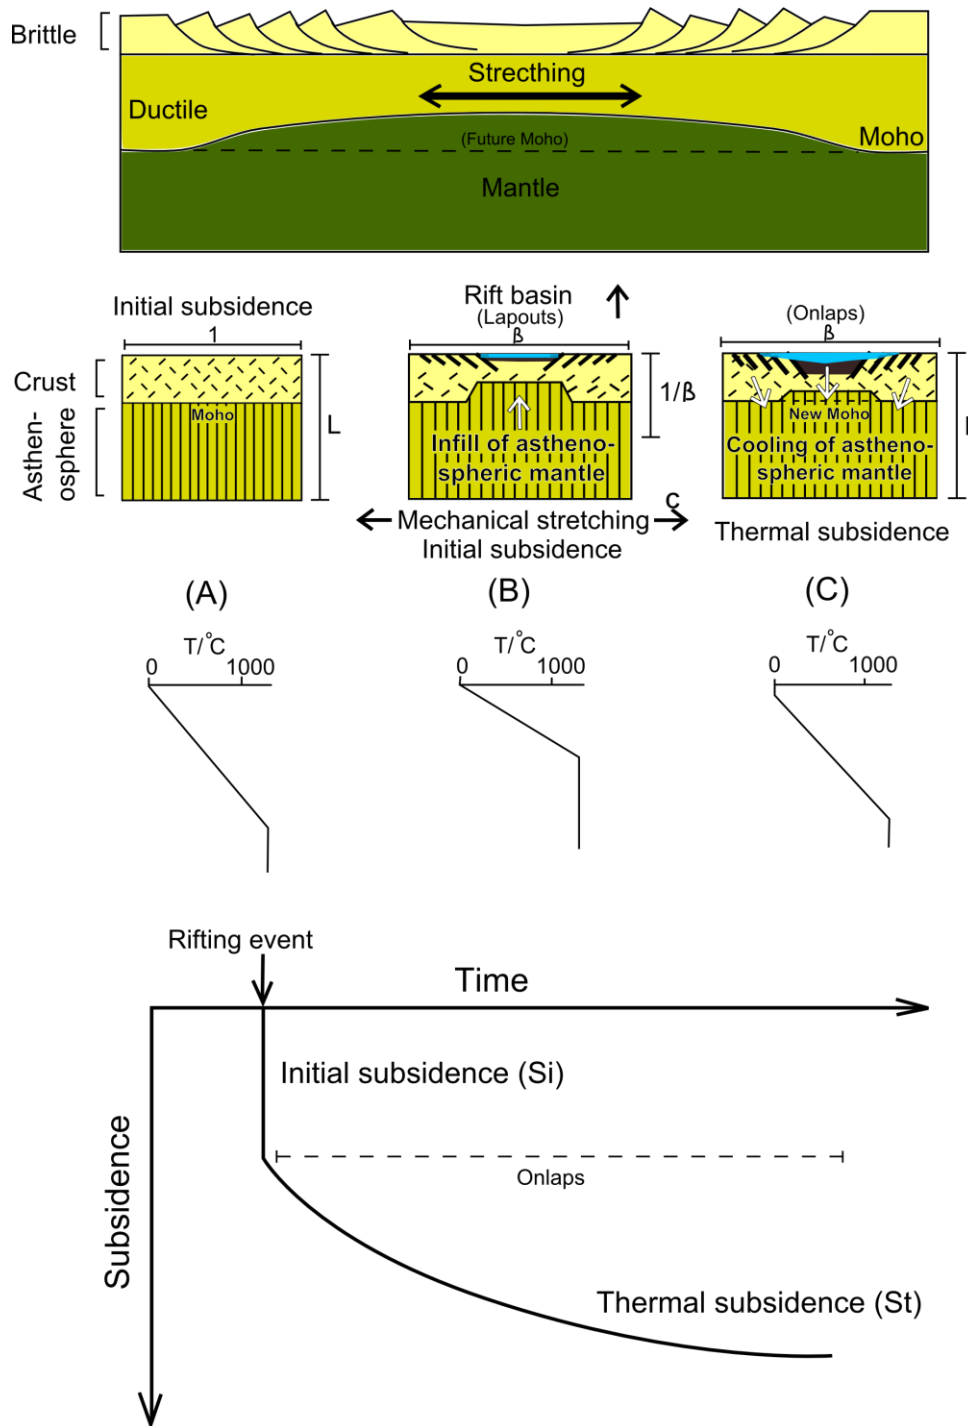 Brittle
Strecthing
Ductile
(Future Moho)
Moho
Mantle
Initial subsidence
1
Crust
Asthen-
osphere
Moho
L
Rift basin
(Lapouts)
β
1/β
Infill of astheno-
spheric mantle
c
Mechanical stretching
Initial subsidence
(Onlaps)
β
New Moho
Cooling of astheno-
spheric mantle
Thermal subsidence
(A)
(B)
(C)
T/°C
0 1000
T/°C
0 1000
T/°C
0 1000
Rifting event
Time
Initial subsidence (Si)
Onlaps
Subsidence
Thermal subsidence (St)